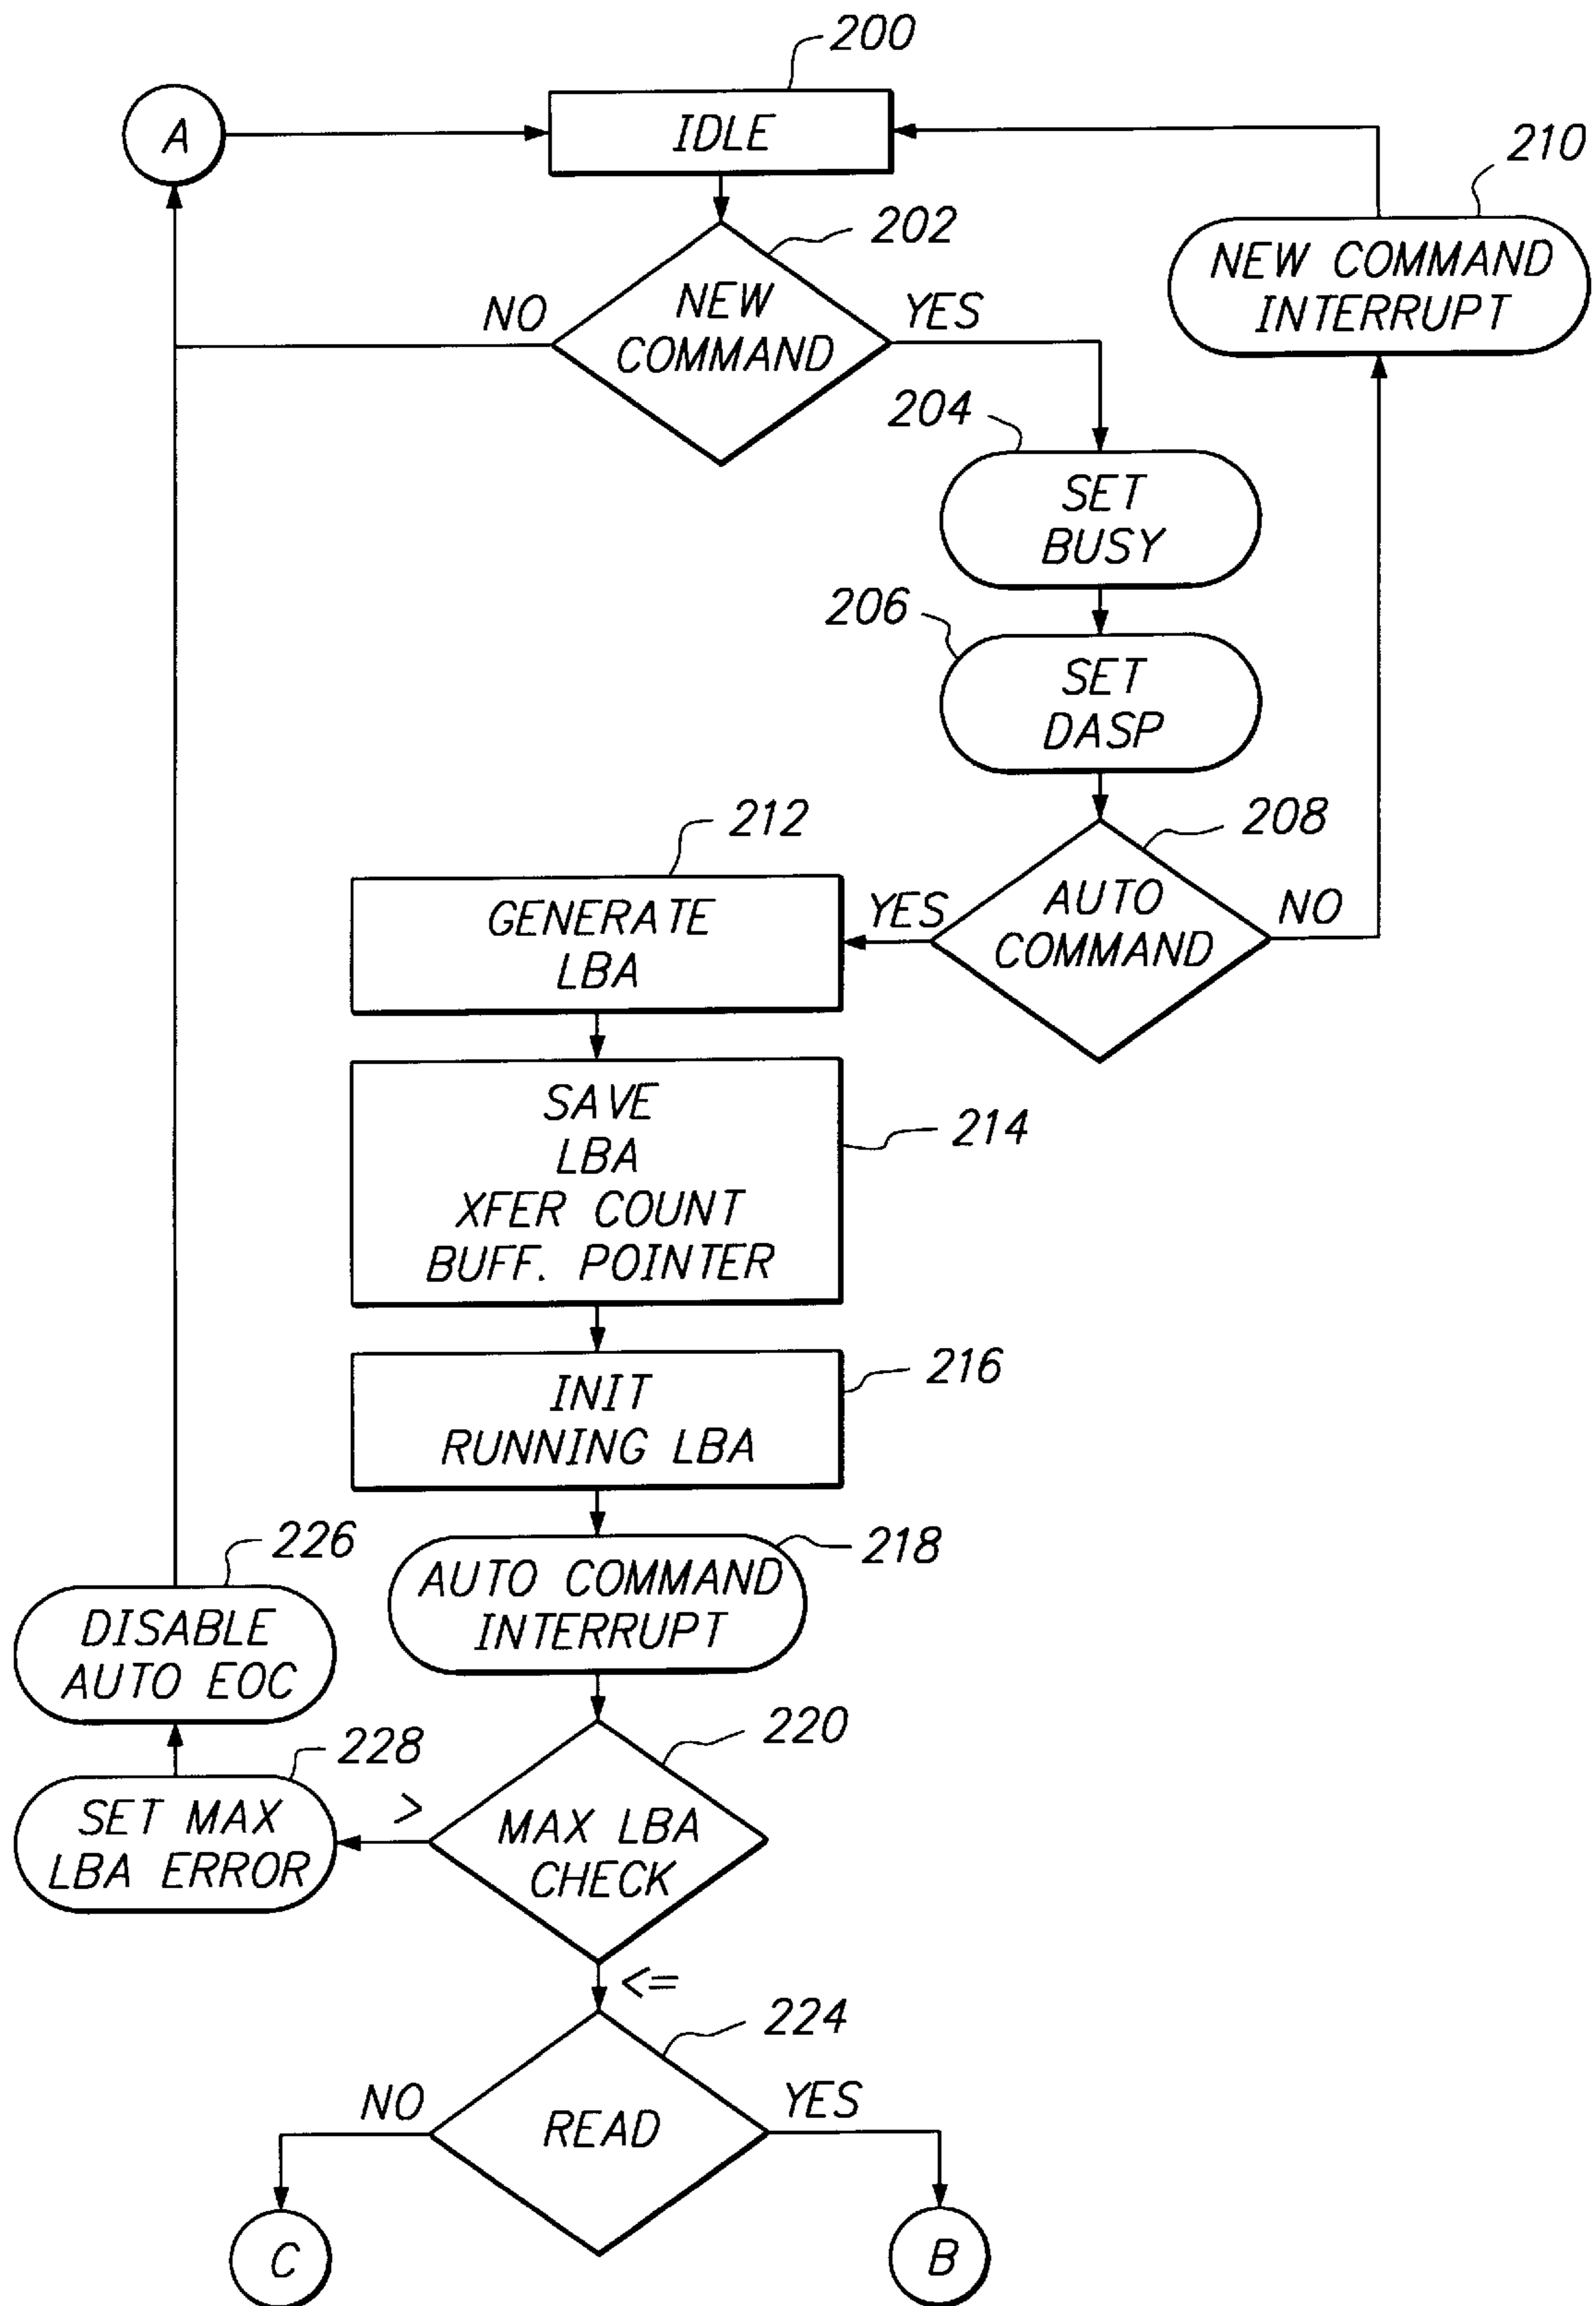 200
A
IDLE
210
202
NEW COMMAND
INTERRUPT
NO
NEW
COMMAND
YES
204
SET
BUSY
206
SET
DASP
212
208
GENERATE
LBA
YES
AUTO
COMMAND
NO
SAVE
LBA
XFER COUNT
BUFF. POINTER
214
INIT
RUNNING LBA
216
226
218
AUTO COMMAND
INTERRUPT
DISABLE
AUTO EOC
220
228
SET MAX
LBA ERROR
>
MAX LBA
CHECK
<=
224
NO
READ
YES
C
B